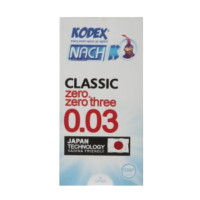 KODEX
NACH
CLASSIC
zero.
zero three
0.03
JAPAN
TECHNOLOGY